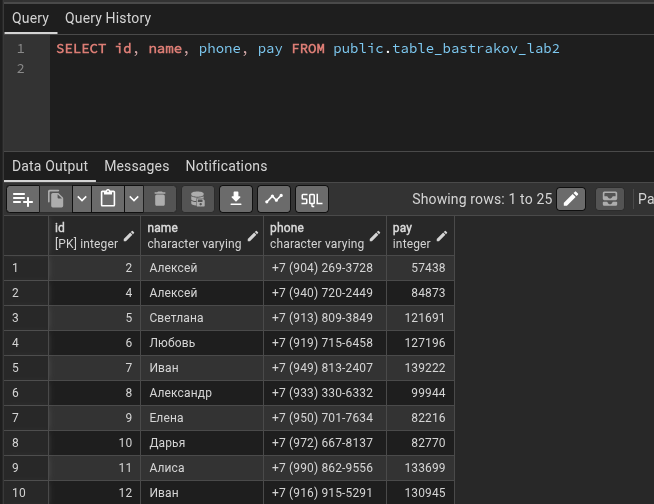 Query Query History
1 SELECT id, name, phone, pay FROM public.table_bastrakov_lab2
2
Data Output Messages Notifications
SQL Showing rows: 1 to 25 Pa
id name phone pay
[PK] integer character varying character varying integer
1 2 Алексей +7 (904) 269-3728 57438
2 4 Алексей +7 (940) 720-2449 84873
3 5 Светлана +7 (913) 809-3849 121691
4 6 Любовь +7 (919) 715-6458 127196
5 7 Иван +7 (949) 813-2407 139222
6 8 Александр +7 (933) 330-6332 99944
7 9 Елена +7 (950) 701-7634 82216
8 10 Дарья +7 (972) 667-8137 82770
9 11 Алиса +7 (990) 862-9556 133699
10 12 Иван +7 (916) 915-5291 130945